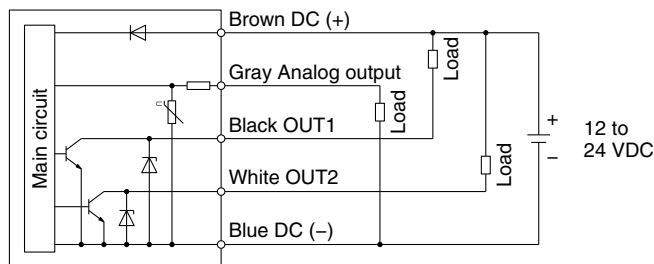 Brown DC (+)
Main circuit
Gray Analog output
Load
Load
Black OUT1
White OUT2
Load
Blue DC (−)
+
−
12 to
24 VDC